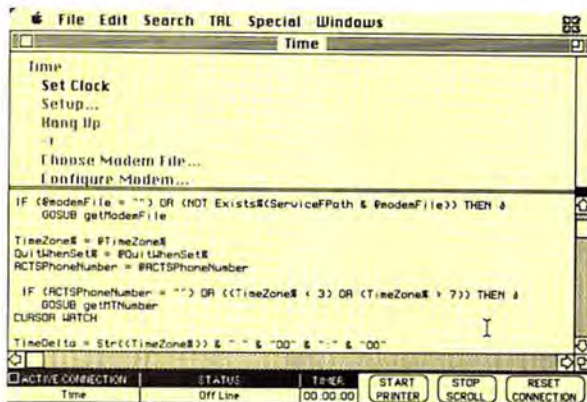 File Edit Search TRL Special Windows
Time
Time
Set Clock
Setup...
Hang Up
Choose Modem File...
Configure Modem...
IF (@modemFile = "") OR (NOT Exists%(ServiceFPath & @modemFile)) THEN ∂
GOSUB getModemFile
TimeZone% = @TimeZone%
QuitWhenSet% = @QuitWhenSet%
ACTSPhoneNumber = @ACTSPhoneNumber
IF (ACTSPhoneNumber = "") OR ((TimeZone% < 3) OR (TimeZone% > 7)) THEN ∂
GOSUB getMTNumber
CURSOR WATCH
TimeDelta = Str((TimeZone%)) & ":" & "00" & ":" & "00"
ACTIVE CONNECTION STATUS TIMER START PRINTER STOP SCROLL RESET CONNECTION
Time Off Line 00:00:00